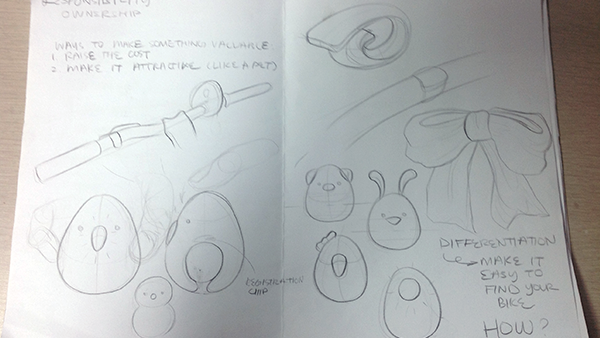 RESPONSIBILITY
OWNERSHIP
WAYS TO MAKE SOMETHING VALUABLE
1. RAISE THE COST
2. MAKE IT ATTRACTIVE (LIKE A PET)
REGISTRATION
CHIP
DIFFERENTIATION
MAKE IT
EASY TO
FIND YOUR
BIKE
HOW?